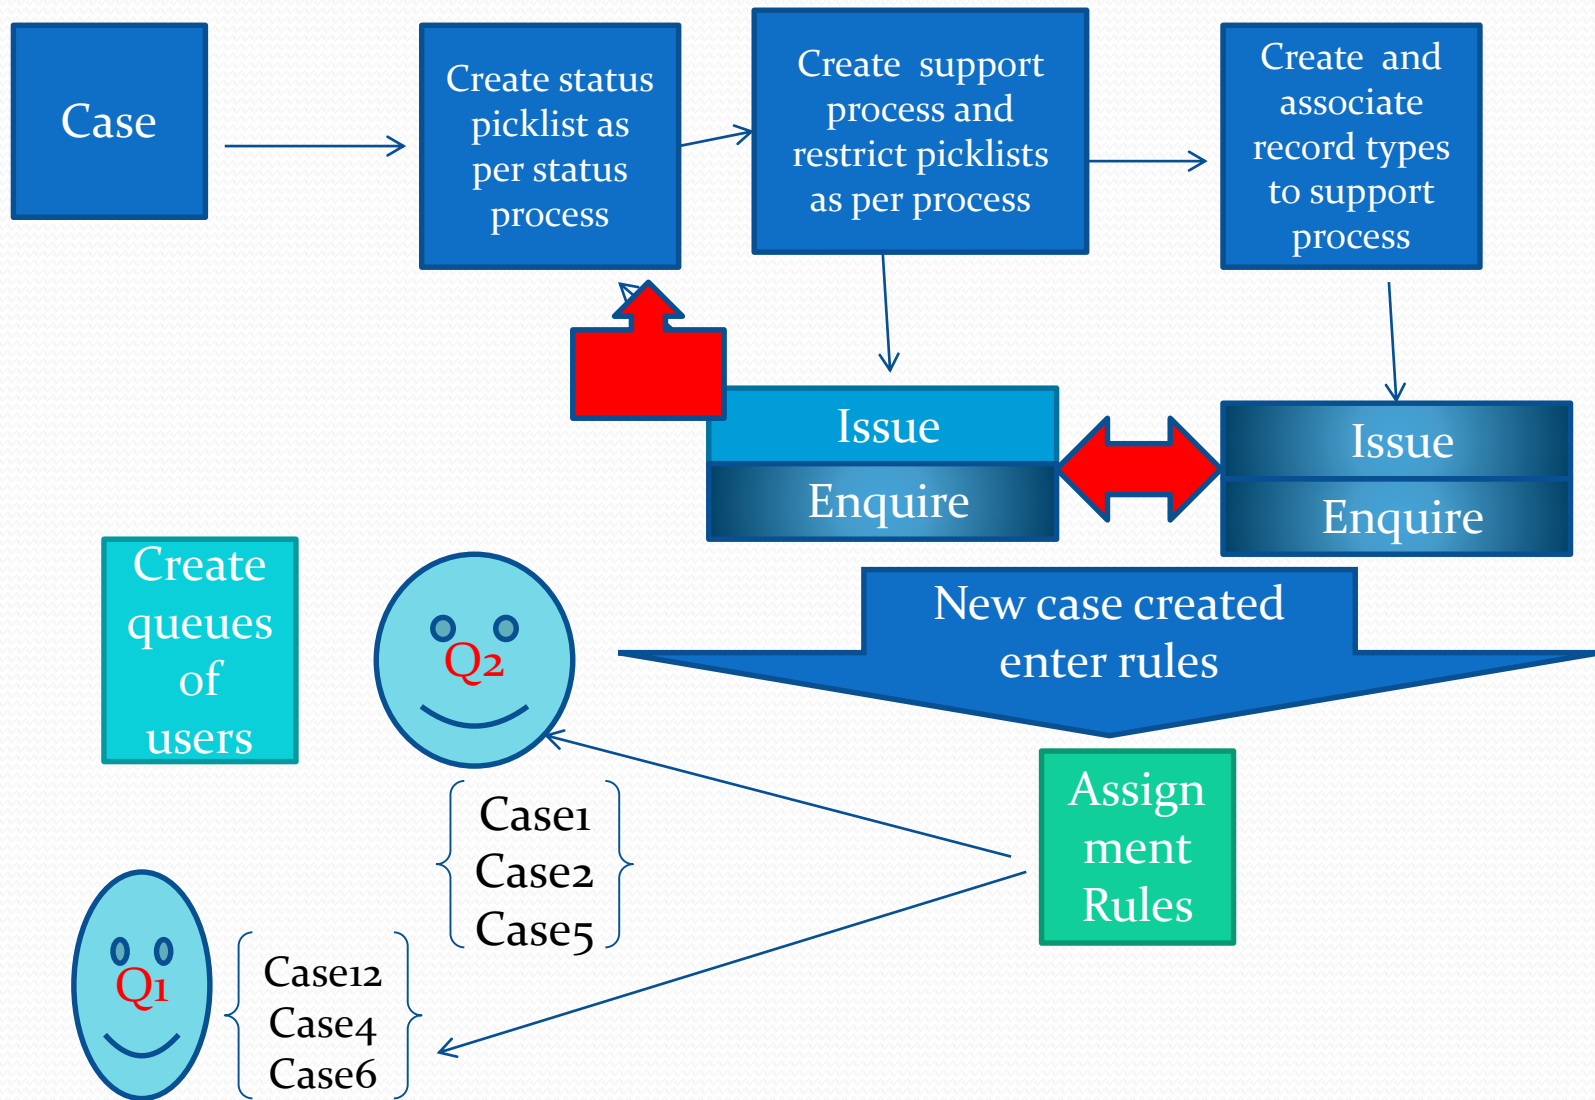 Case
Create status
picklist as
per status
process
Create  support
process and
restrict picklists
as per process
Create  and
associate
record types
to support
process
Issue
Enquire
Issue
Enquire
Create
queues
of
users
Q2
New case created
enter rules
Assign
ment
Rules
Case1
Case2
Case5
Q1
Case12
Case4
Case6